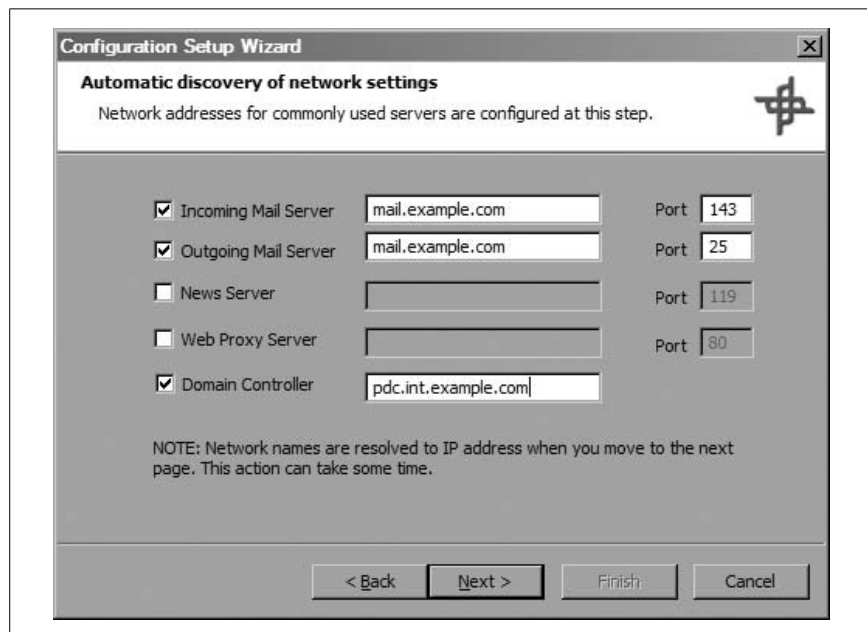 Configuration Setup Wizard
Automatic discovery of network settings
Network addresses for commonly used servers are configured at this step.
Incoming Mail Server mail.example.com Port 143
Outgoing Mail Server mail.example.com Port 25
News Server Port 119
Web Proxy Server Port 80
Domain Controller pdc.int.example.com
NOTE: Network names are resolved to IP address when you move to the next
page. This action can take some time.
< Back Next > Finish Cancel